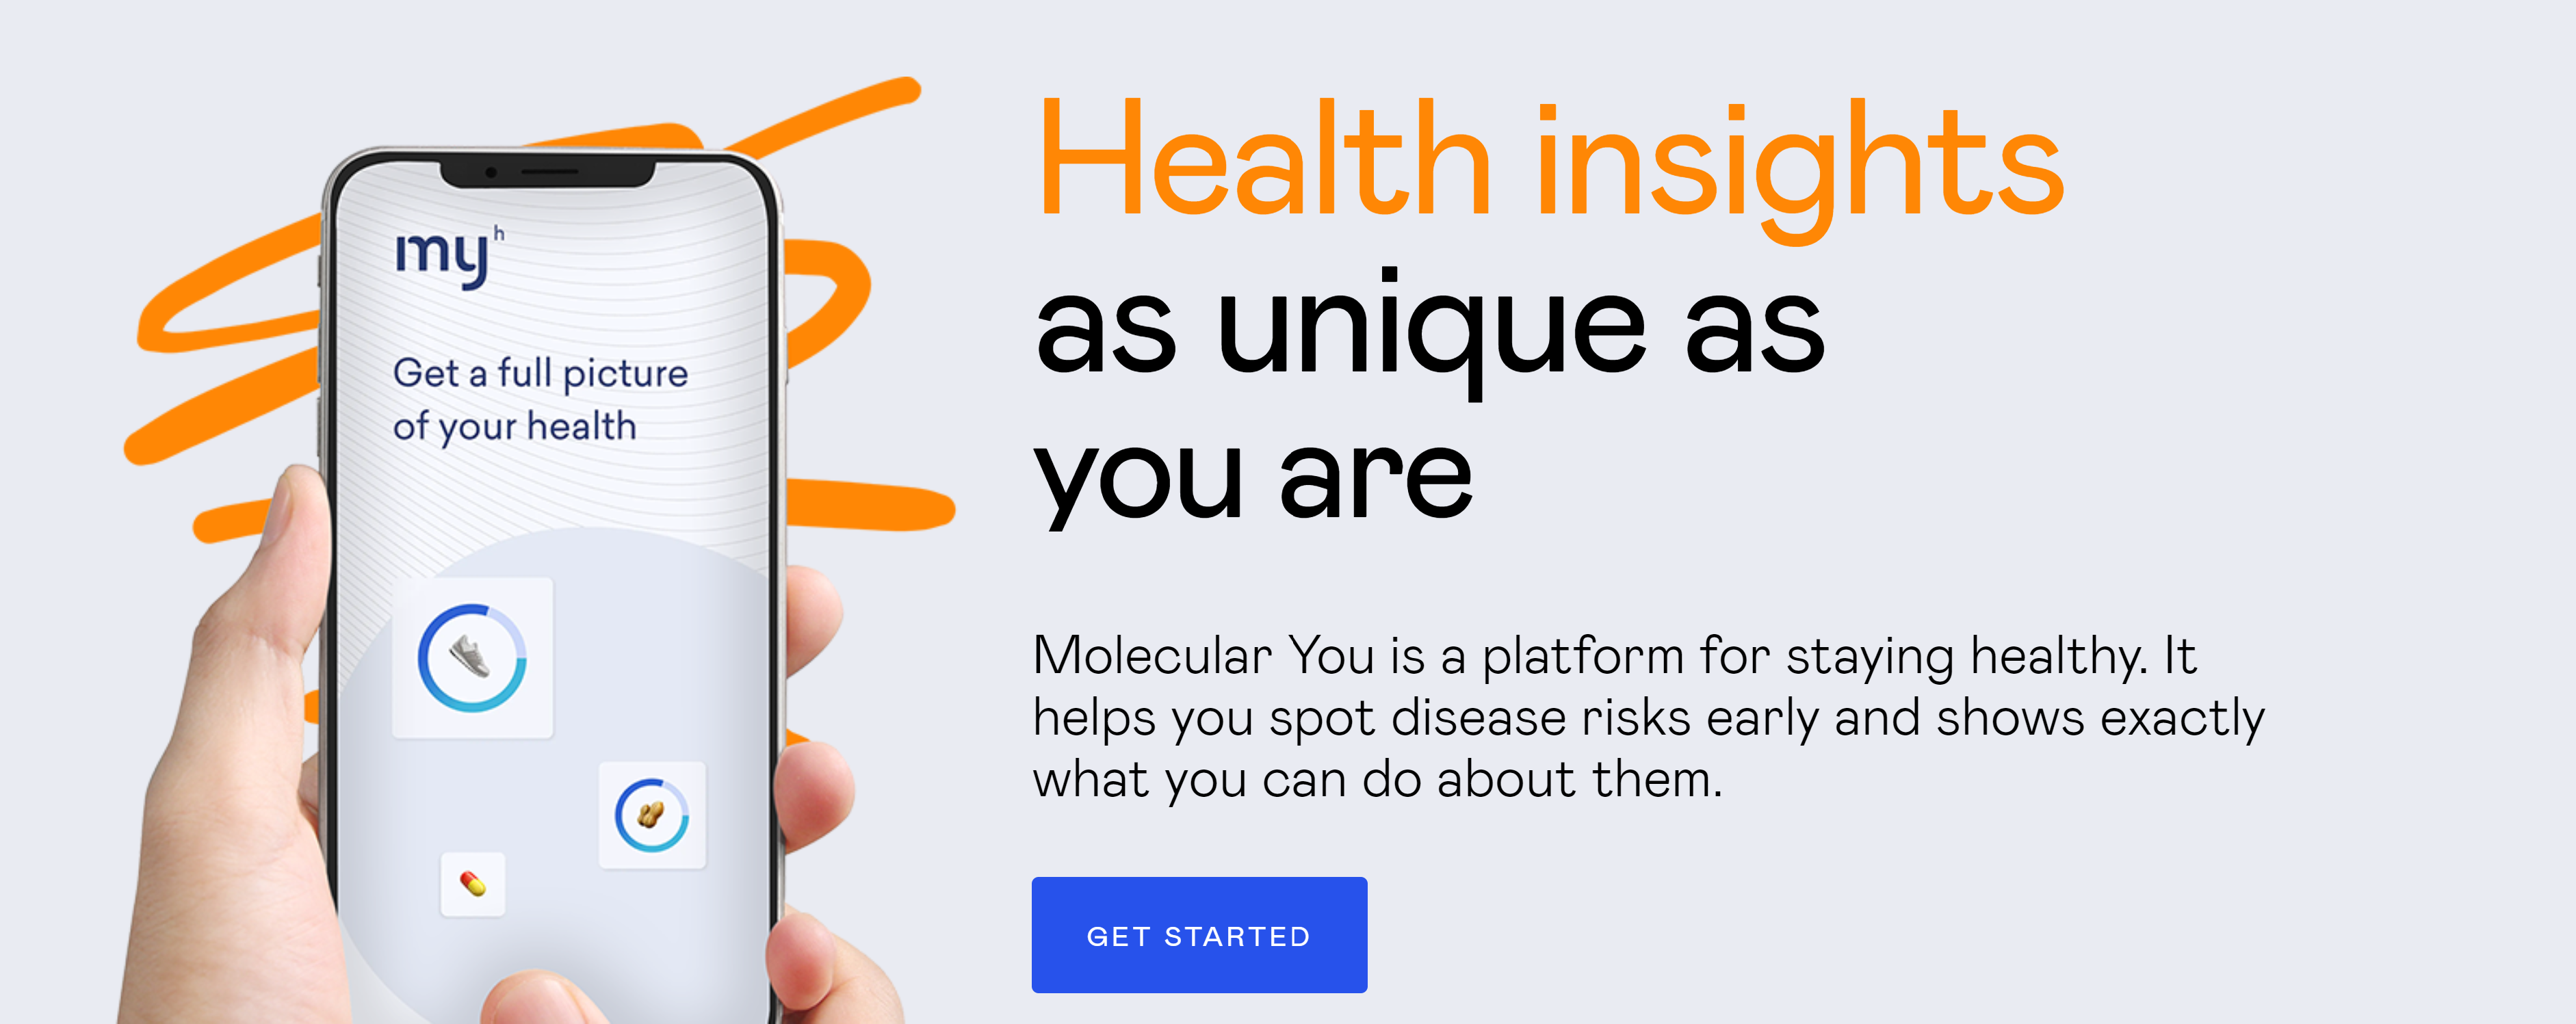 my h
Get a full picture
of your health
Health insights
as unique as
you are
Molecular You is a platform for staying healthy. It
helps you spot disease risks early and shows exactly
what you can do about them.
GET STARTED